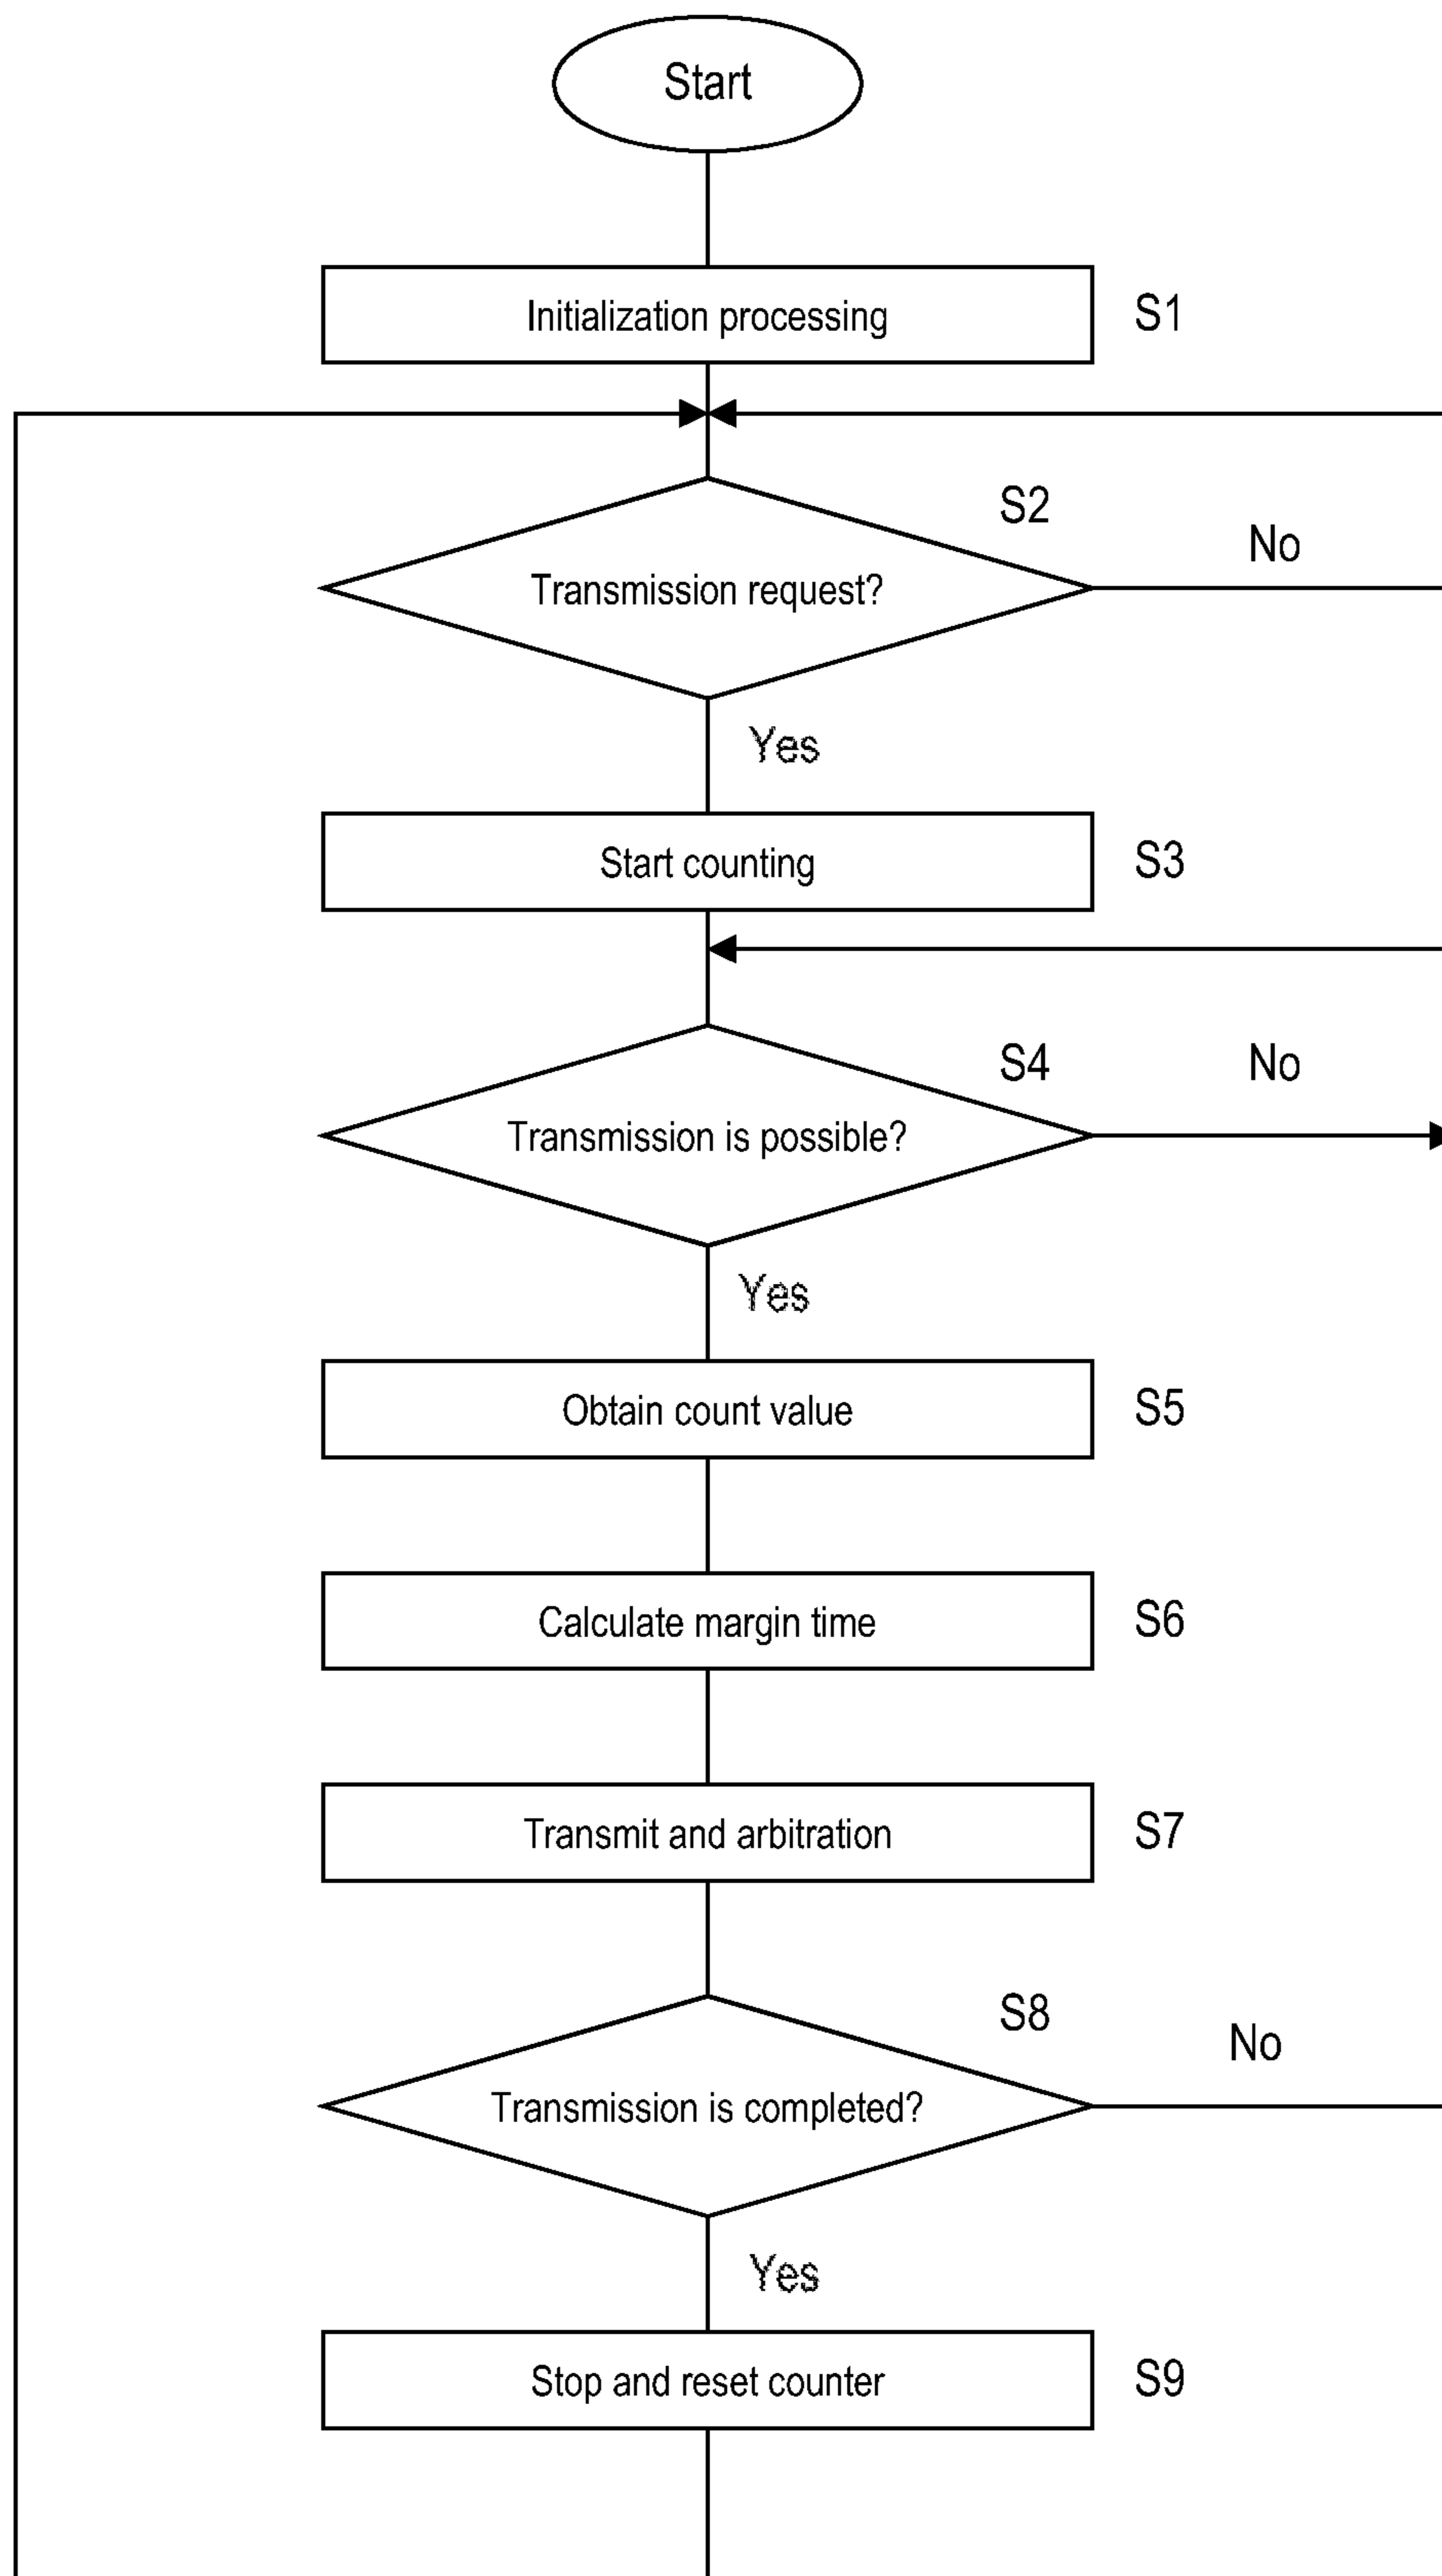 Start
Initialization processing S1
S2
No
Transmission request?
Yes
Start counting S3
S4 No
Transmission is possible?
Yes
Obtain count value S5
Calculate margin time S6
Transmit and arbitration S7
S8
No
Transmission is completed?
Yes
Stop and reset counter S9